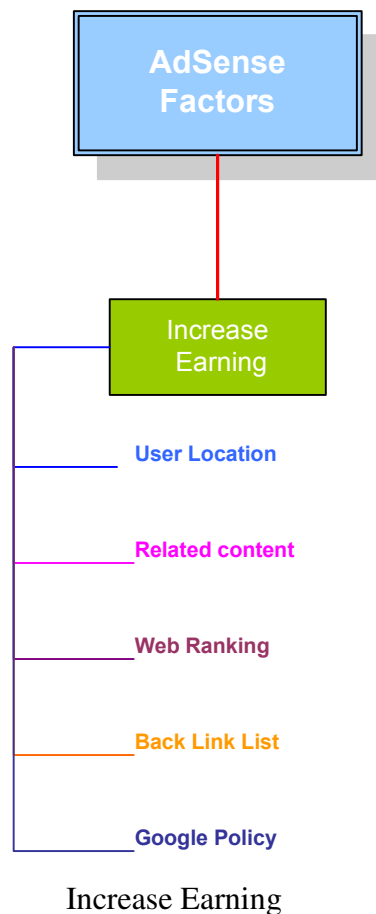 AdSense
Factors
Increase
Earning
User Location
Related content
Web Ranking
Back Link List
Google Policy
Increase Earning